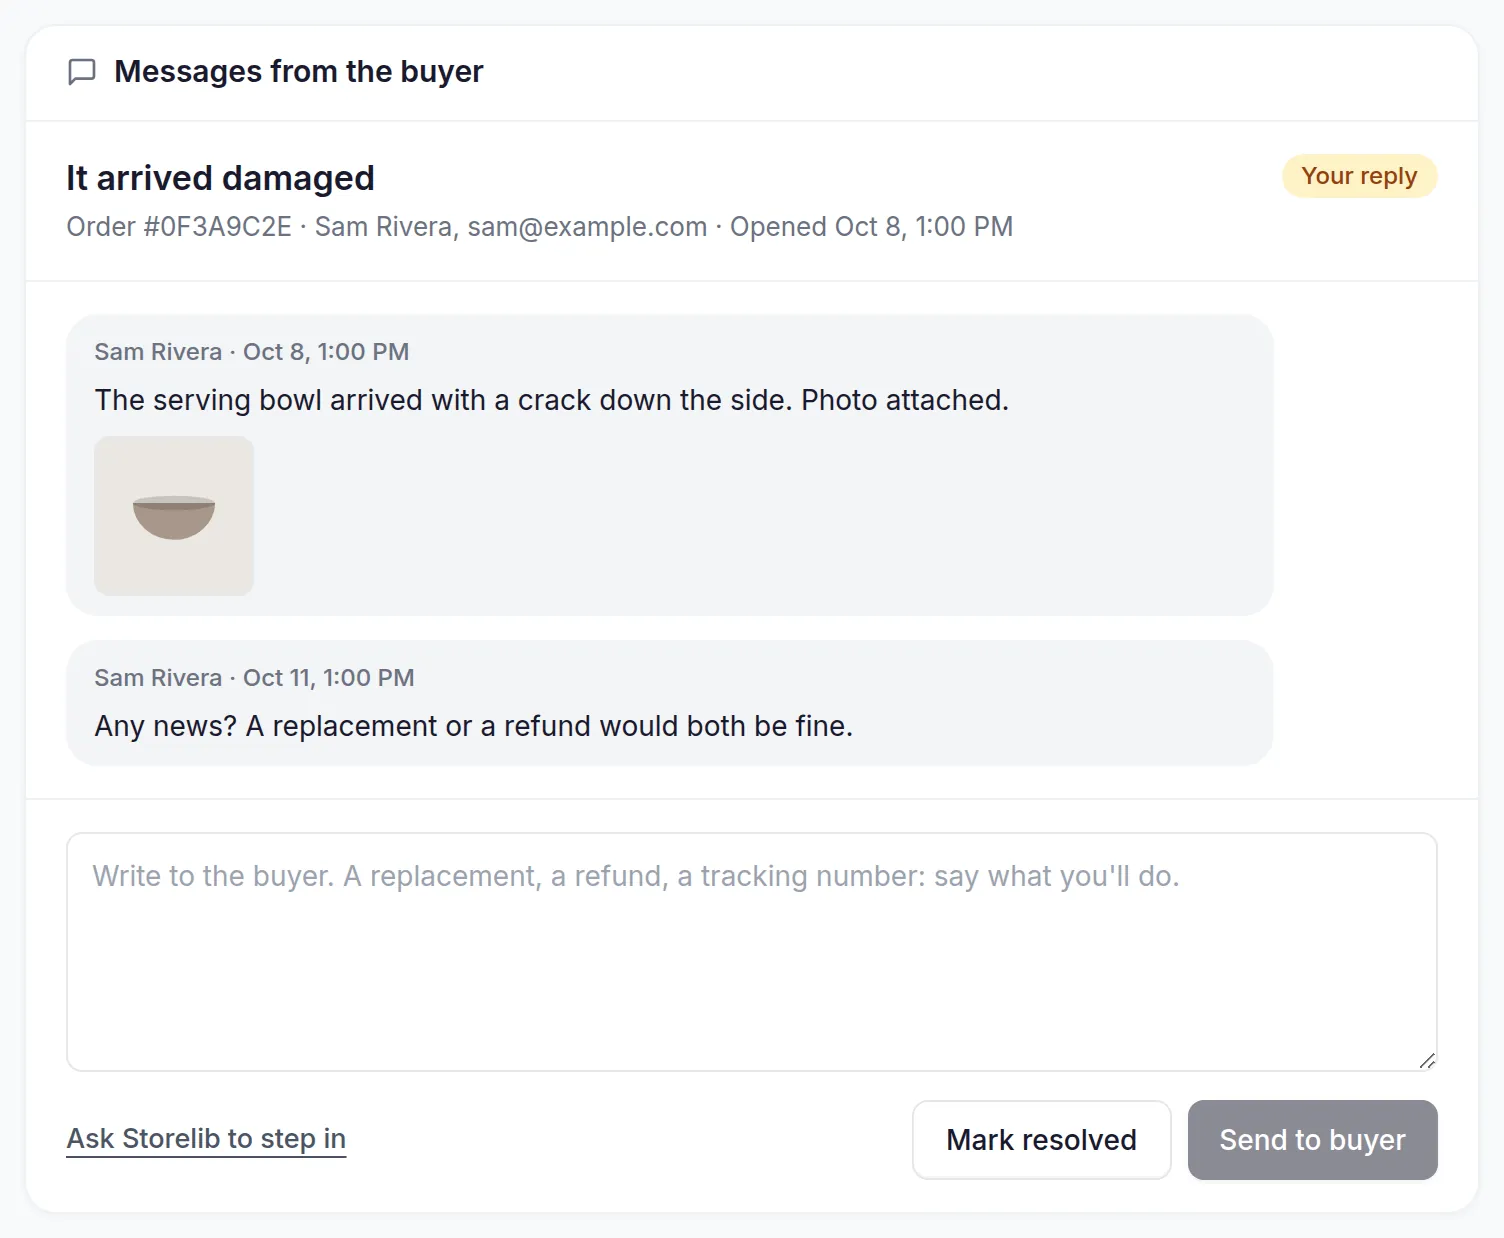 Messages from the buyer
It arrived damaged
Your reply
Order #0F3A9C2E · Sam Rivera, sam@example.com · Opened Oct 8, 1:00 PM
Sam Rivera · Oct 8, 1:00 PM
The serving bowl arrived with a crack down the side. Photo attached.
Sam Rivera · Oct 11, 1:00 PM
Any news? A replacement or a refund would both be fine.
Write to the buyer. A replacement, a refund, a tracking number: say what you'll do.
Ask Storelib to step in
Mark resolved
Send to buyer